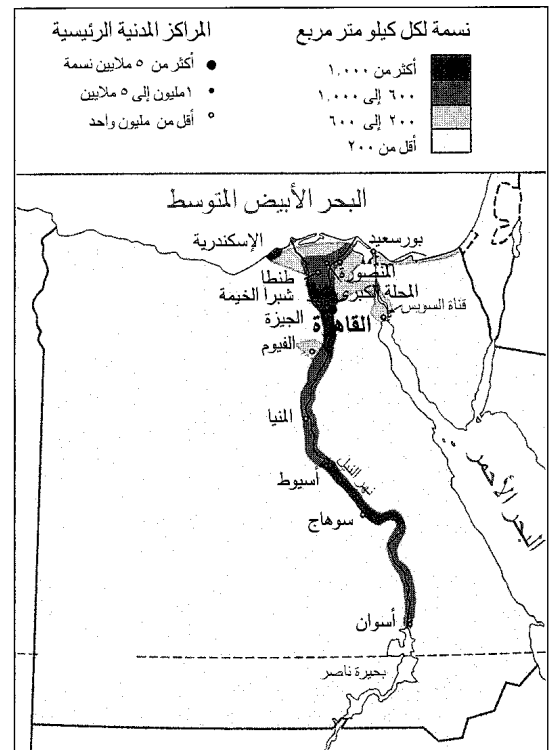 المراكز المدنية الرئيسية
أكثر من ٥ ملايين نسمة
١ مليون إلى ٥ ملايين
أقل من مليون واحد
نسمة لكل كيلو متر مربع
أكثر من ١.٠٠٠
٦٠٠ إلى ١.٠٠٠
٢٠٠ إلى ٦٠٠
أقل من ٢٠٠
البحر الأبيض المتوسط
الإسكندرية
بورسعيد
المنصورة
طنطا
المحلة الكبرى
شبرا الخيمة
قناة السويس
الجيزة
القاهرة
الفيوم
المنيا
نهر النيل
أسيوط
سوهاج
البحر الأحمر
أسوان
بحيرة ناصر